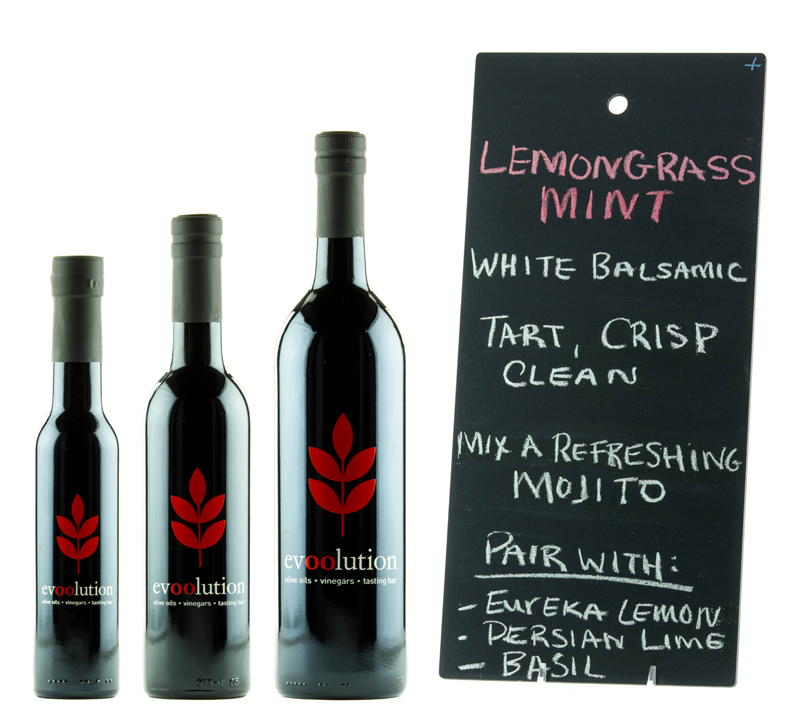 evoolution
olive oils • vinegars • tasting bar
evoolution
olive oils • vinegars • tasting bar
evoolution
olive oils • vinegars • tasting bar
LEMONGRASS
MINT
WHITE BALSAMIC
TART, CRISP
CLEAN
MIX A REFRESHING
MOJITO
PAIR WITH:
- EUREKA LEMON
- PERSIAN LIME
- BASIL